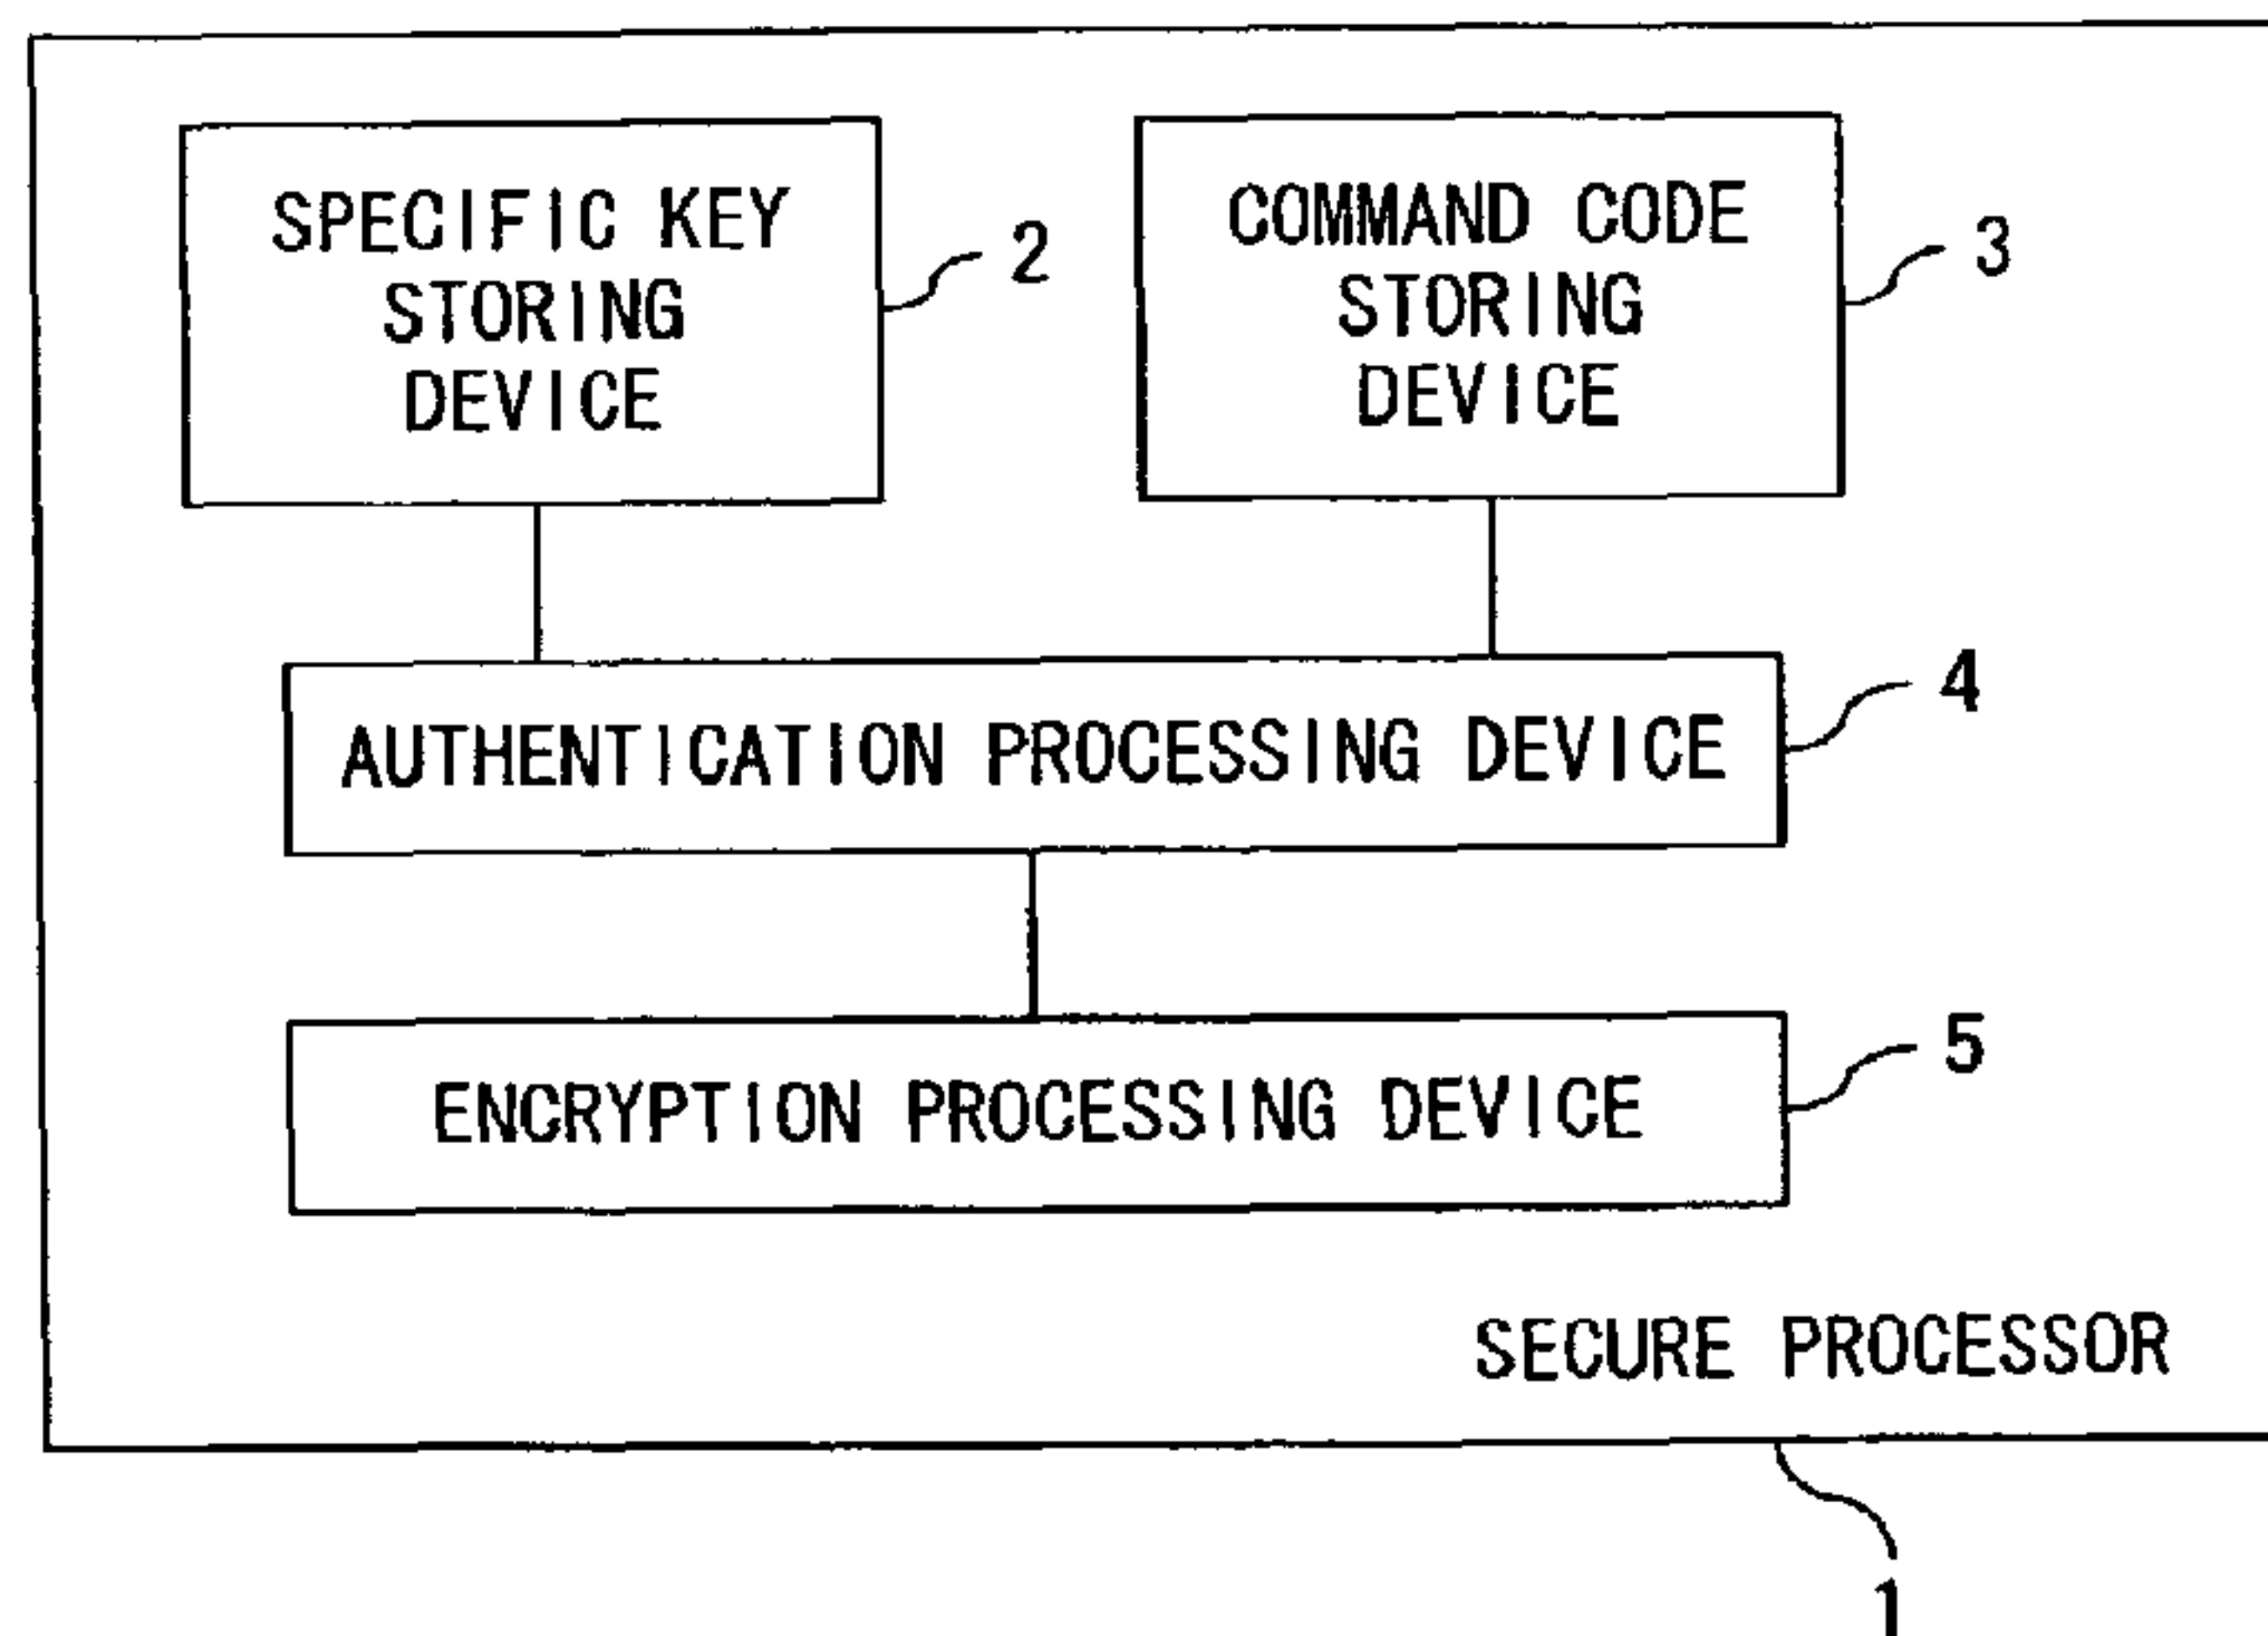 SPECIFIC KEY
STORING
DEVICE
2
COMMAND CODE
STORING
DEVICE
3
AUTHENTICATION PROCESSING DEVICE
4
ENCRYPTION PROCESSING DEVICE
5
SECURE PROCESSOR
1